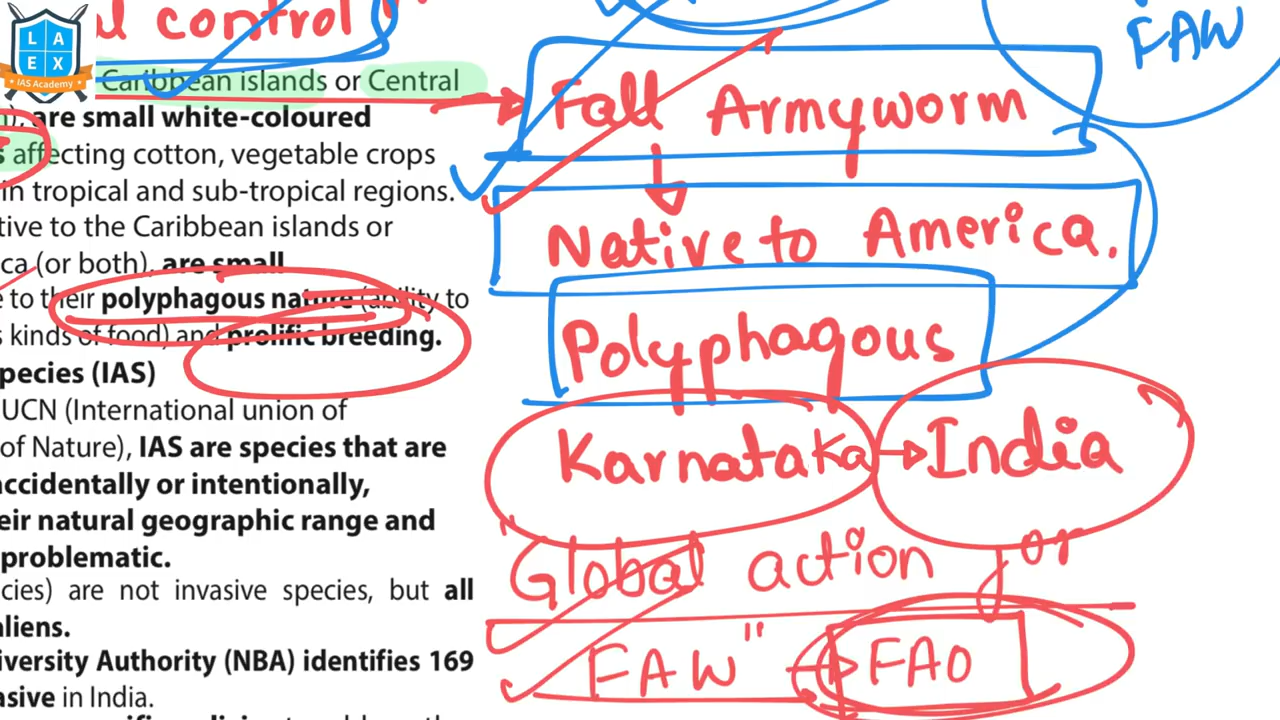 LAEX
IAS Academy
l control
Caribbean islands or Central
are small white-coloured
affecting cotton, vegetable crops
in tropical and sub-tropical regions.
tive to the Caribbean islands or
ca (or both), are small
e to their polyphagous nature (ability to
s kinds of food) and prolific breeding.
pecies (IAS)
UCN (International union of
of Nature), IAS are species that are
accidentally or intentionally,
eir natural geographic range and
problematic.
cies) are not invasive species, but all
aliens.
iversity Authority (NBA) identifies 169
asive in India.
FAW
Fall Armyworm
Native to America.
Polyphagous
Karnataka → India
Global action for
FAW" → FAO